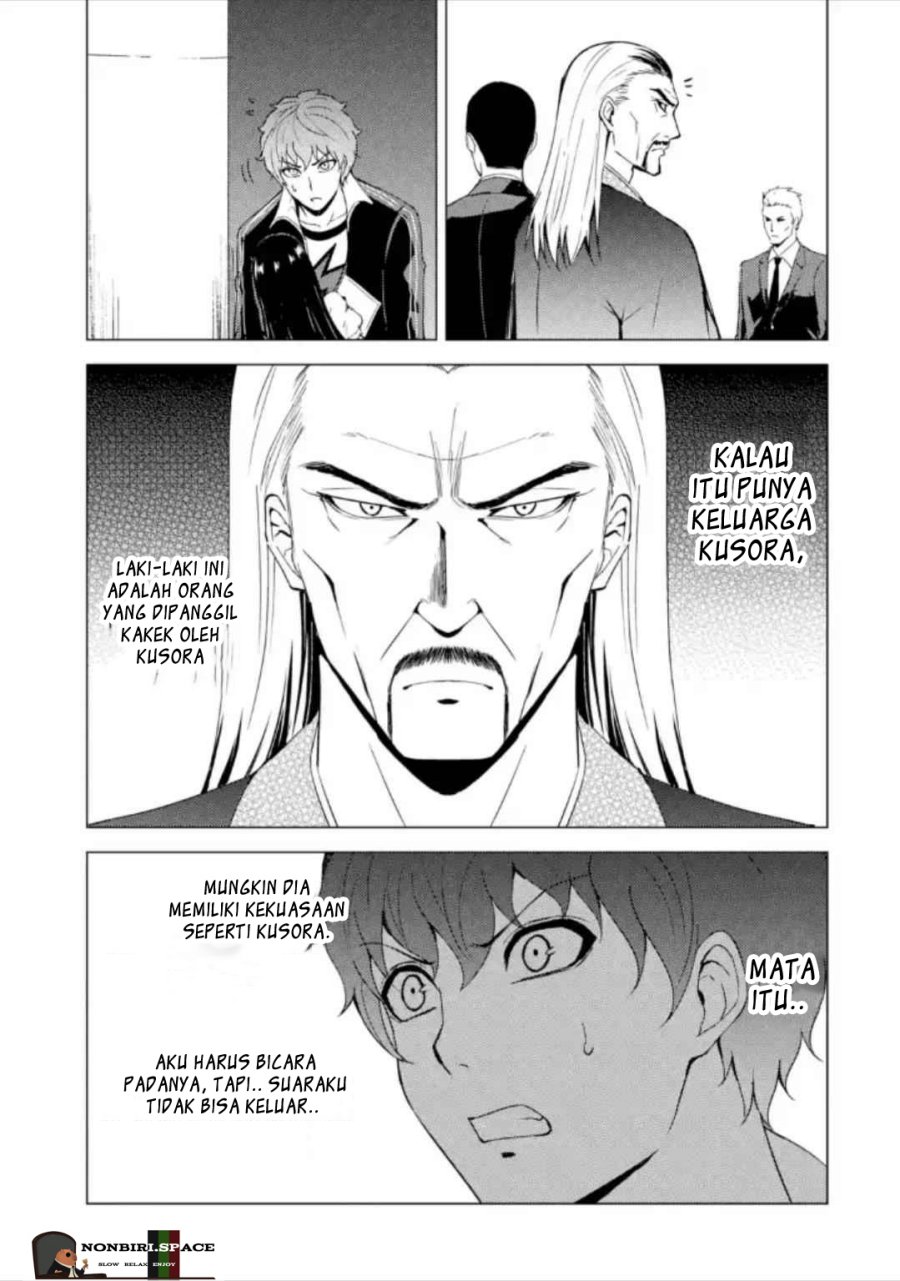 KALAU
ITU PUNYA
KELUARGA
KUSORA,
LAKI-LAKI INI
ADALAH ORANG
YANG DIPANGGIL
KAKEK OLEH
KUSORA
MATA
ITU..
MUNGKIN DIA
MEMILIKI KEKUASAAN
SEPERTI KUSORA.
AKU HARUS BICARA
PADANYA, TAPI.. SUARAKU
TIDAK BISA KELUAR..
NONBIRI.SPACE
SLOW RELAX ENJOY